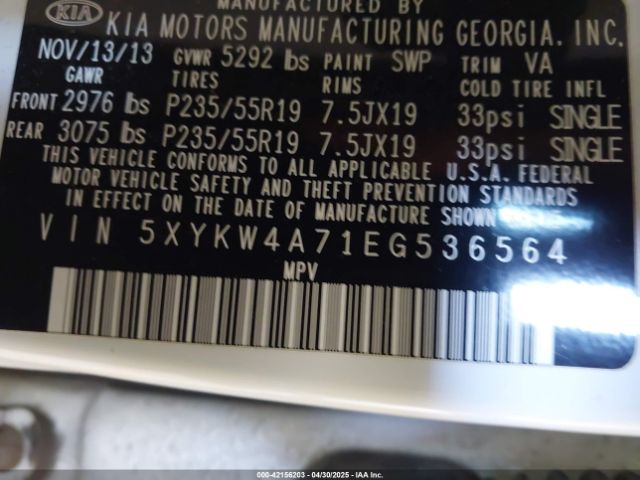 MANUFACTURED BY
KIA KIA MOTORS MANUFACTURING GEORGIA. INC.
NOV/13/13 GVWR 5292 lbs PAINT SWP TRIM VA
GAWR TIRES RIMS COLD TIRE INFL
FRONT 2976 lbs P235/55R19 7.5JX19 33psi SINGLE
REAR 3075 lbs P235/55R19 7.5JX19 33psi SINGLE
THIS VEHICLE CONFORMS TO ALL APPLICABLE U.S.A. FEDERAL
MOTOR VEHICLE SAFETY AND THEFT PREVENTION STANDARDS
IN EFFECT ON THE DATE OF MANUFACTURE SHOWN
VIN 5XYKW4A71EG536564
MPV
000-42156203 - 04/30/2025 - IAA Inc.